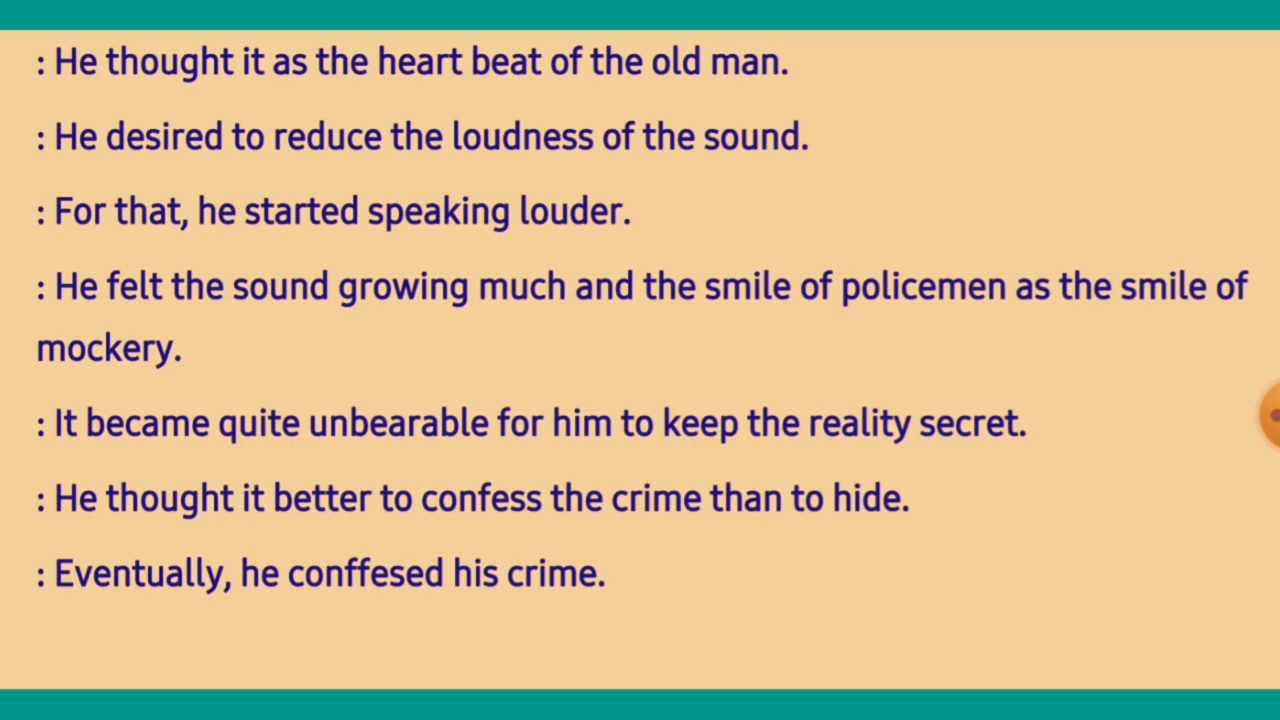 : He thought it as the heart beat of the old man.
: He desired to reduce the loudness of the sound.
: For that, he started speaking louder.
: He felt the sound growing much and the smile of policemen as the smile of
mockery.
: It became quite unbearable for him to keep the reality secret.
: He thought it better to confess the crime than to hide.
: Eventually, he conffesed his crime.